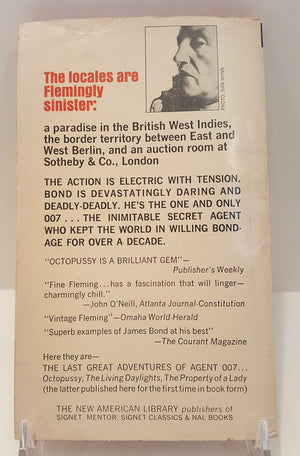 The locales are
Flemingly
sinister:
PHOTO: DAN WYNN
a paradise in the British West Indies,
the border territory between East and
West Berlin, and an auction room at
Sotheby & Co., London
THE ACTION IS ELECTRIC WITH TENSION.
BOND IS DEVASTATINGLY DARING AND
DEADLY-DEADLY. HE'S THE ONE AND ONLY
007 . . . THE INIMITABLE SECRET AGENT
WHO KEPT THE WORLD IN WILLING BOND-
AGE FOR OVER A DECADE.
"OCTOPUSSY IS A BRILLIANT GEM"—
Publisher's Weekly
"Fine Fleming . . . has a fascination that will linger—
charmingly chill."
—John O'Neill, Atlanta Journal-Constitution
"Vintage Fleming"—Omaha World-Herald
"Superb examples of James Bond at his best"
—The Courant Magazine
Here they are—
THE LAST GREAT ADVENTURES OF AGENT 007...
Octopussy, The Living Daylights, The Property of a Lady
(the latter published here for the first time in book form)
THE NEW AMERICAN LIBRARY publishers of
SIGNET, MENTOR, SIGNET CLASSICS & NAL BOOKS